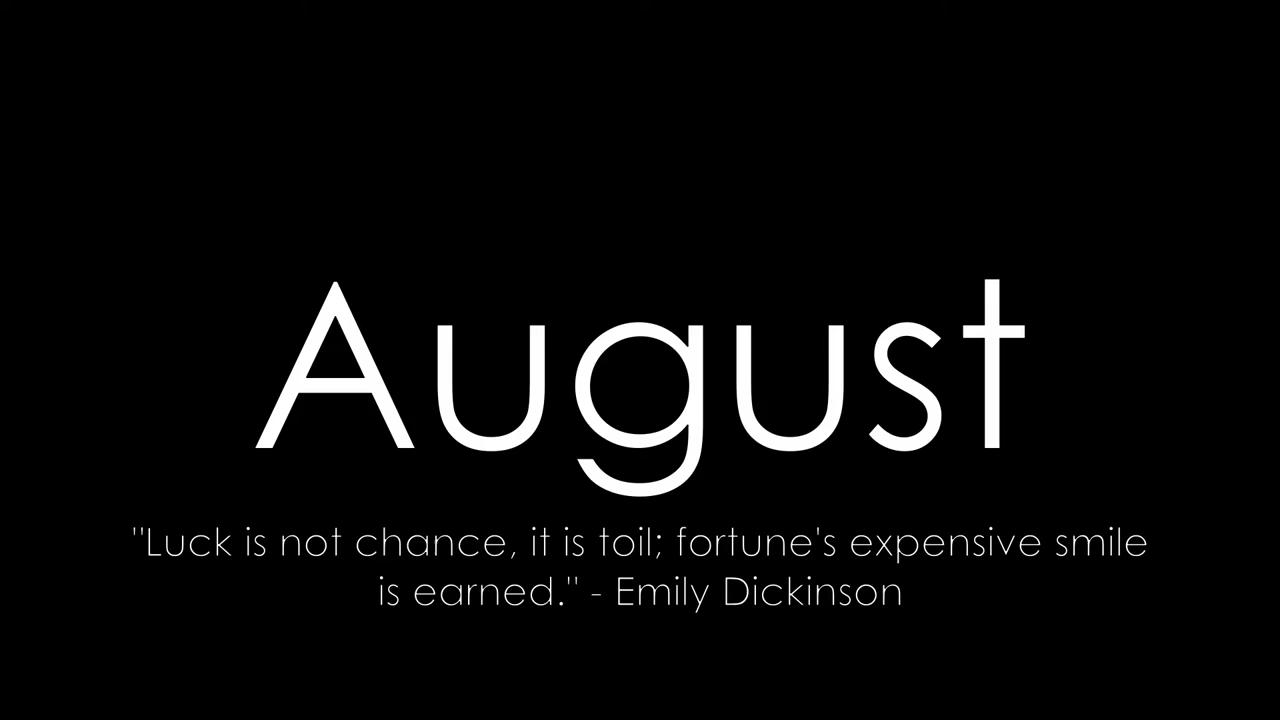 August
"Luck is not chance, it is toil; fortune's expensive smile
is earned." - Emily Dickinson